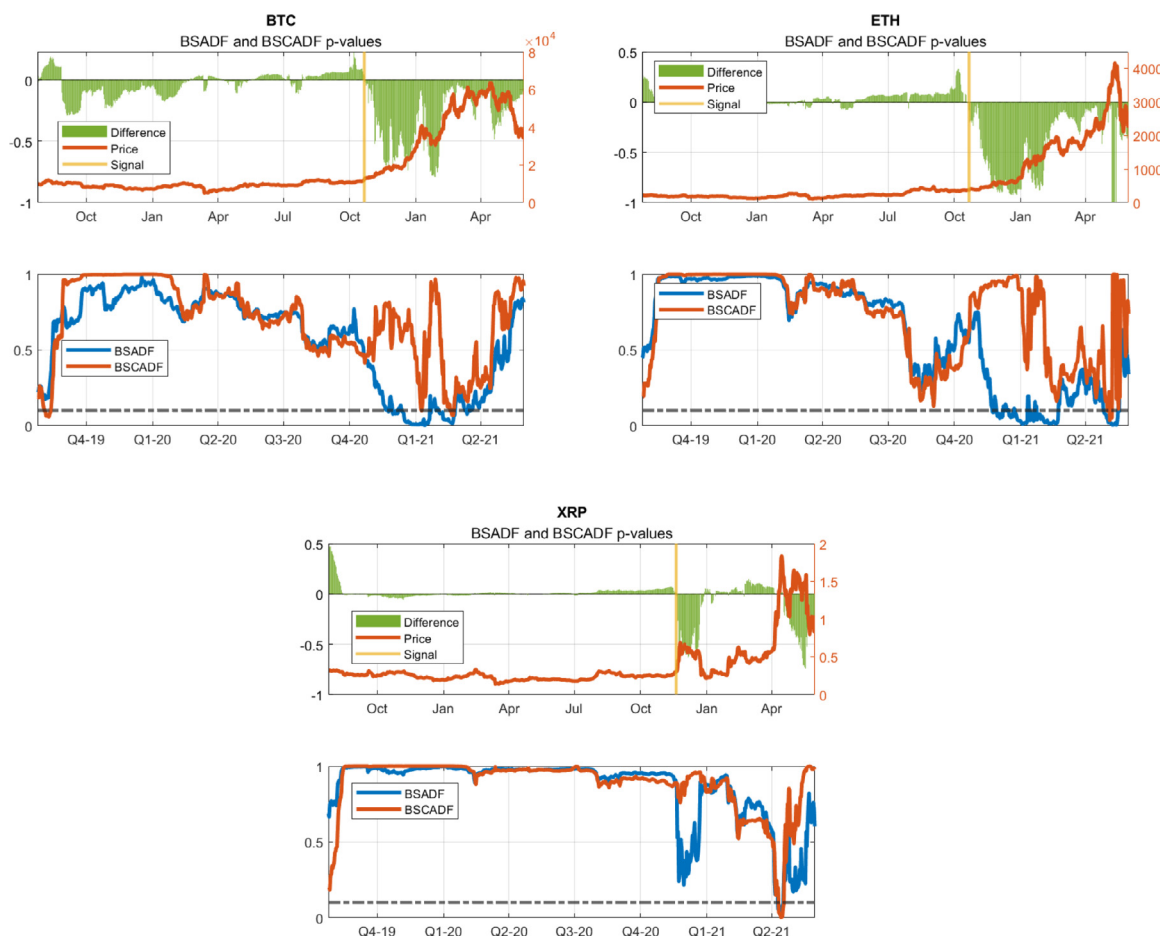 BTC
BSADF and BSCADF p-values
×10^4
0
-0.5
-1
8
6
4
2
0
Difference
Price
Signal
Oct Jan Apr Jul Oct Jan Apr
1
0.5
0
BSADF
BSCADF
Q4-19 Q1-20 Q2-20 Q3-20 Q4-20 Q1-21 Q2-21
ETH
BSADF and BSCADF p-values
0.5
0
-0.5
-1
4000
3000
2000
1000
0
Difference
Price
Signal
Oct Jan Apr Jul Oct Jan Apr
1
0.5
0
BSADF
BSCADF
Q4-19 Q1-20 Q2-20 Q3-20 Q4-20 Q1-21 Q2-21
XRP
BSADF and BSCADF p-values
0.5
0
-0.5
-1
2
1.5
1
0.5
0
Difference
Price
Signal
Oct Jan Apr Jul Oct Jan Apr
1
0.5
0
BSADF
BSCADF
Q4-19 Q1-20 Q2-20 Q3-20 Q4-20 Q1-21 Q2-21